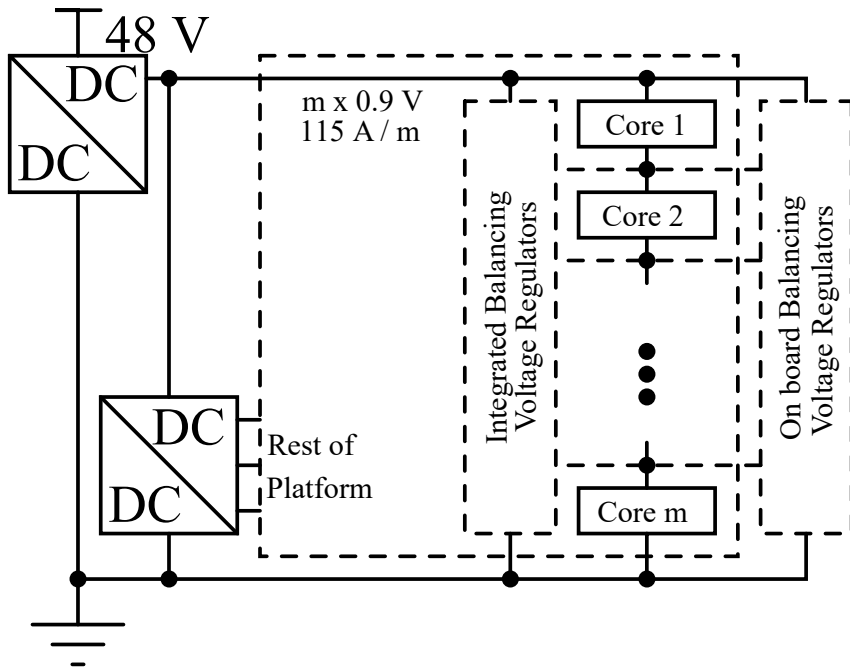 48 V
DC
DC
m x 0.9 V
115 A / m
Core 1
Core 2
Integrated Balancing
Voltage Regulators
On board Balancing
Voltage Regulators
DC
DC
Rest of
Platform
Core m